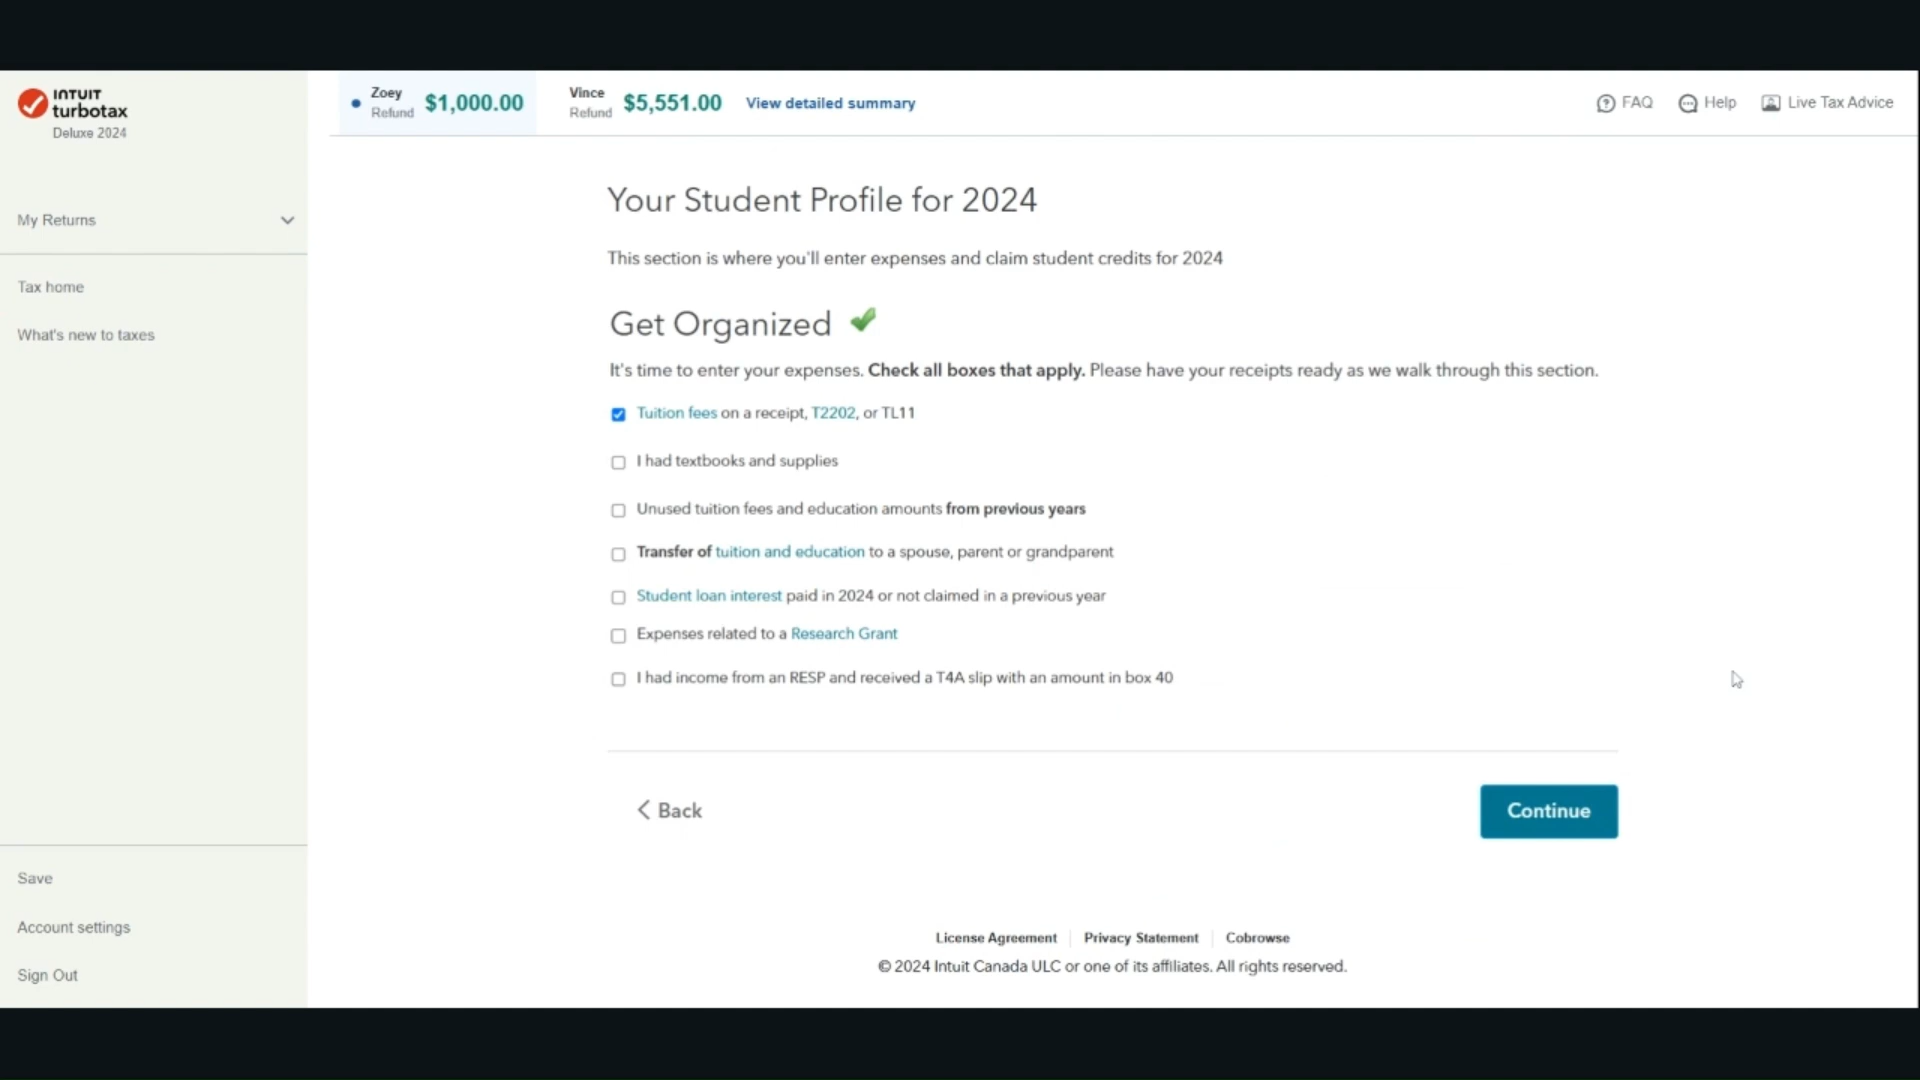 INTUIT
turbotax
Deluxe 2024
Zoey
Refund
$1,000.00
Vince
Refund
$5,551.00
View detailed summary
FAQ
Help
Live Tax Advice
My Returns
Tax home
What's new to taxes
Your Student Profile for 2024
This section is where you'll enter expenses and claim student credits for 2024
Get Organized
It's time to enter your expenses. Check all boxes that apply. Please have your receipts ready as we walk through this section.
Tuition fees on a receipt, T2202, or TL11
I had textbooks and supplies
Unused tuition fees and education amounts from previous years
Transfer of tuition and education to a spouse, parent or grandparent
Student loan interest paid in 2024 or not claimed in a previous year
Expenses related to a Research Grant
I had income from an RESP and received a T4A slip with an amount in box 40
Back
Continue
Save
Account settings
Sign Out
License Agreement
Privacy Statement
Cobrowse
© 2024 Intuit Canada ULC or one of its affiliates. All rights reserved.